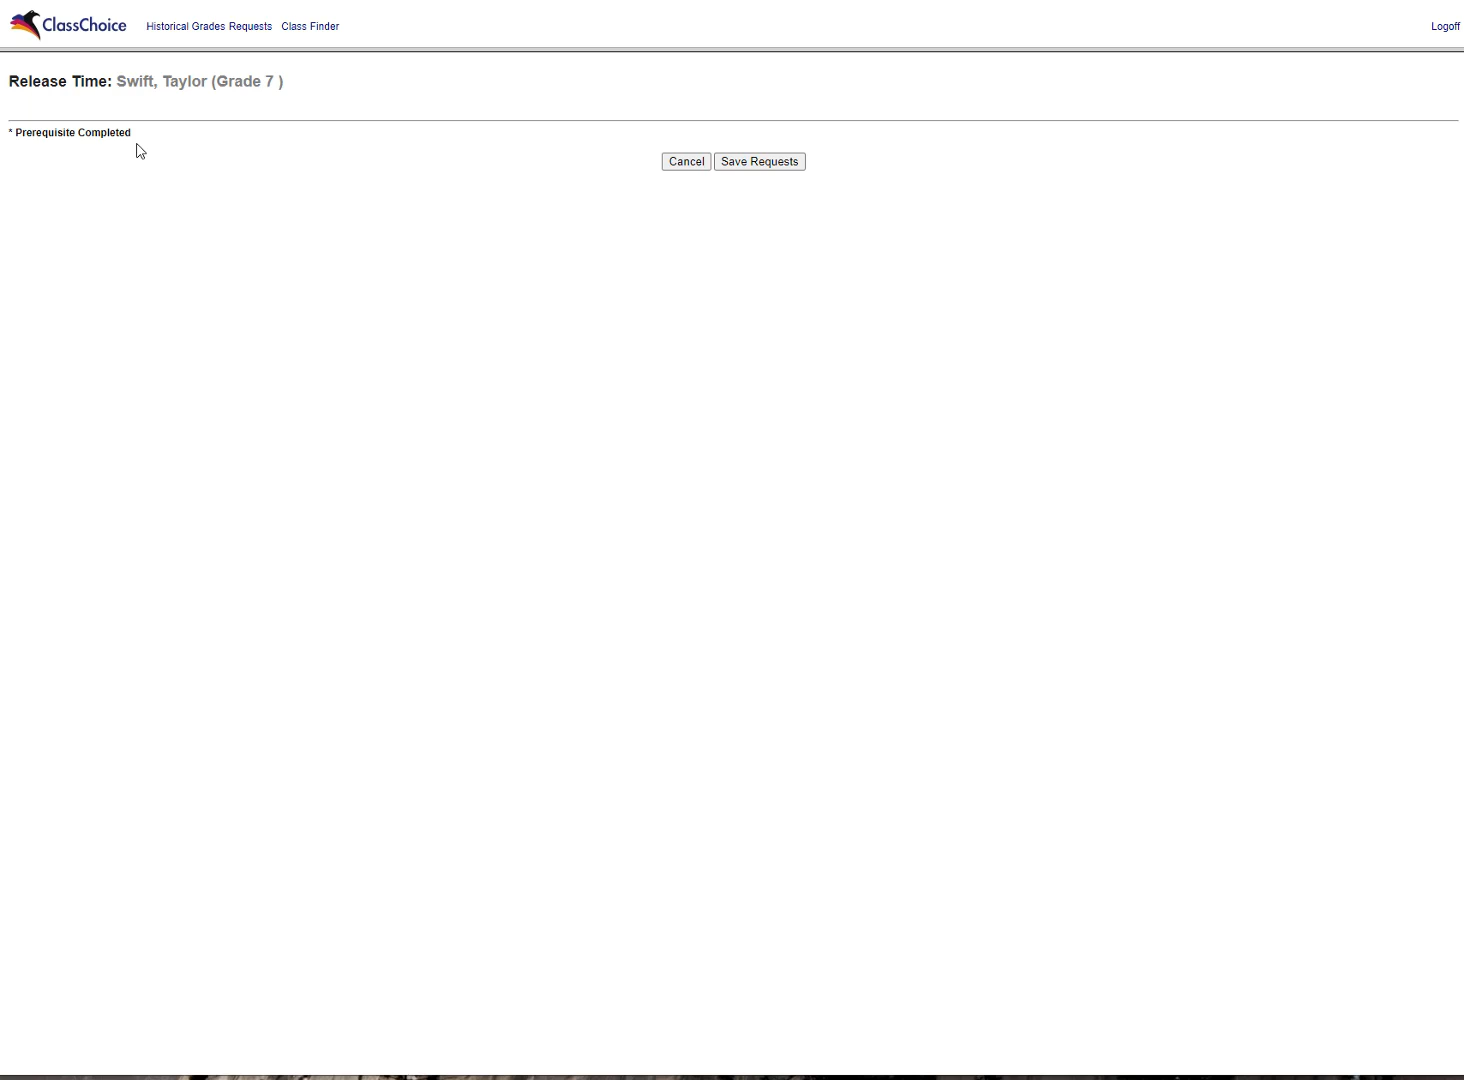 ClassChoice Historical Grades Requests Class Finder Logoff
Release Time: Swift, Taylor (Grade 7 )
* Prerequisite Completed
Cancel Save Requests